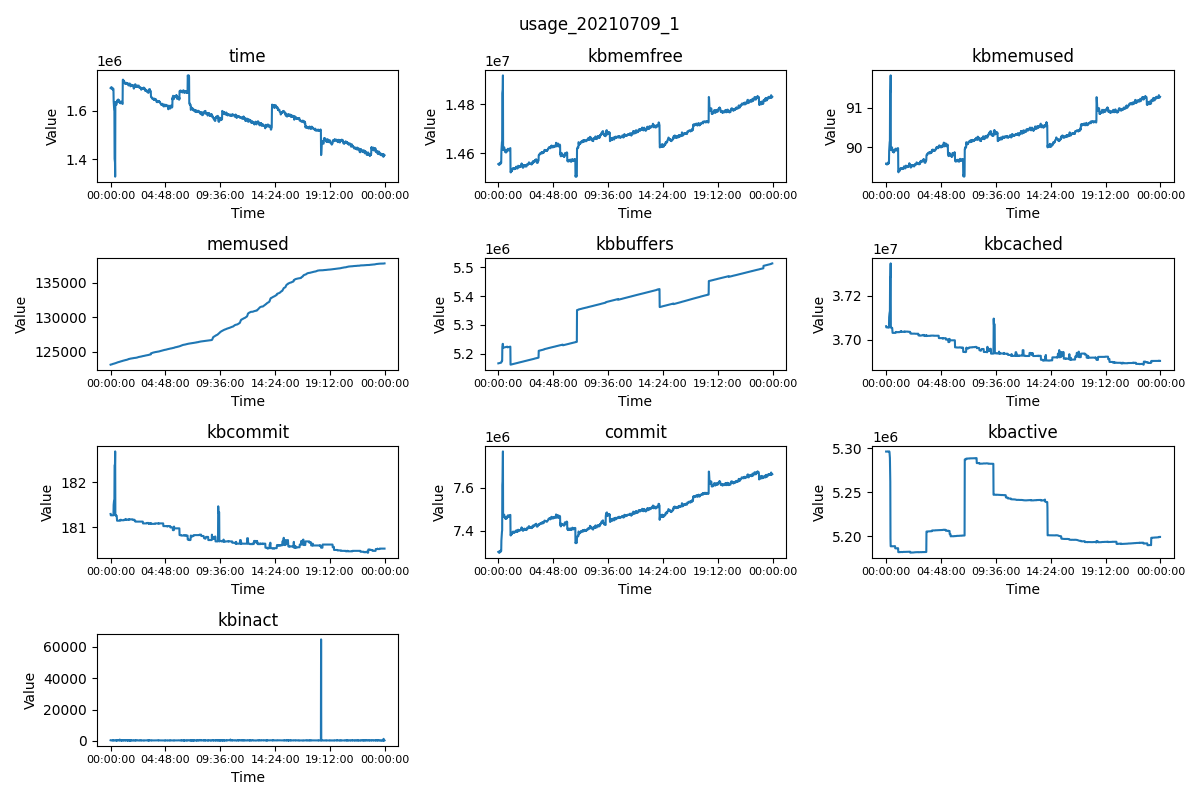 usage_20210709_1
time
1e6
Value
1.6
1.4
00:00:00 04:48:00 09:36:00 14:24:00 19:12:00 00:00:00
Time
kbmemfree
1e7
Value
1.48
1.46
00:00:00 04:48:00 09:36:00 14:24:00 19:12:00 00:00:00
Time
kbmemused
Value
91
90
00:00:00 04:48:00 09:36:00 14:24:00 19:12:00 00:00:00
Time
memused
Value
135000
130000
125000
00:00:00 04:48:00 09:36:00 14:24:00 19:12:00 00:00:00
Time
kbbuffers
1e6
Value
5.5
5.4
5.3
5.2
00:00:00 04:48:00 09:36:00 14:24:00 19:12:00 00:00:00
Time
kbcached
1e7
Value
3.72
3.70
00:00:00 04:48:00 09:36:00 14:24:00 19:12:00 00:00:00
Time
kbcommit
Value
182
181
00:00:00 04:48:00 09:36:00 14:24:00 19:12:00 00:00:00
Time
commit
1e6
Value
7.6
7.4
00:00:00 04:48:00 09:36:00 14:24:00 19:12:00 00:00:00
Time
kbactive
1e6
Value
5.30
5.25
5.20
00:00:00 04:48:00 09:36:00 14:24:00 19:12:00 00:00:00
Time
kbinact
Value
60000
40000
20000
0
00:00:00 04:48:00 09:36:00 14:24:00 19:12:00 00:00:00
Time